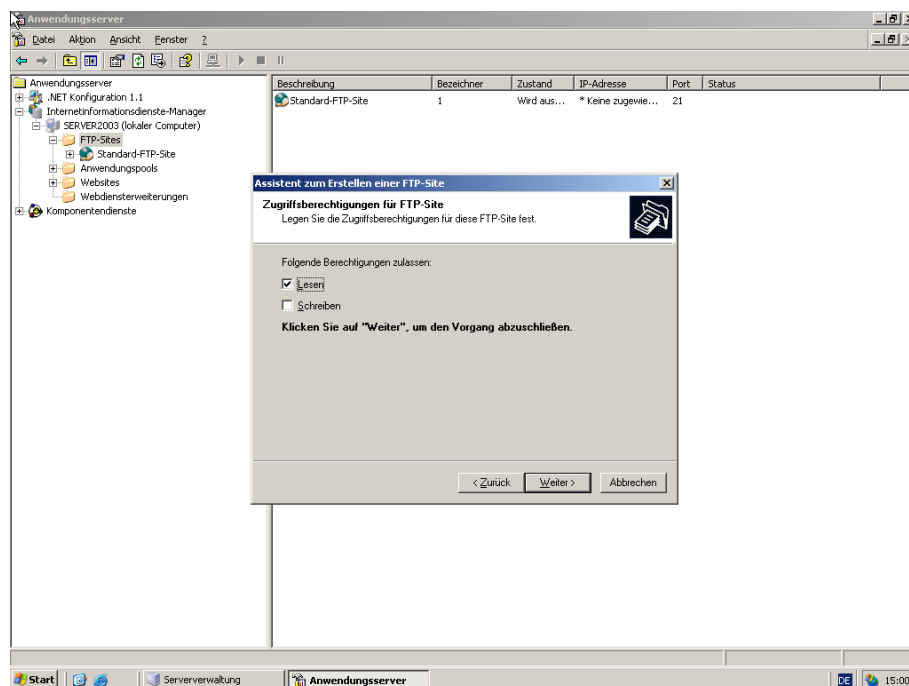 Anwendungsserver
Datei Aktion Ansicht Fenster ?
Anwendungsserver
.NET Konfiguration 1.1
Internetinformationsdienste-Manager
SERVER2003 (lokaler Computer)
FTP-Sites
Standard-FTP-Site
Anwendungspools
Websites
Webdiensterweiterungen
Komponentendienste
Beschreibung Bezeichner Zustand IP-Adresse Port Status
Standard-FTP-Site 1 Wird aus... * Keine zugewie... 21
Assistent zum Erstellen einer FTP-Site
Zugriffsberechtigungen für FTP-Site
Legen Sie die Zugriffsberechtigungen für diese FTP-Site fest.
Folgende Berechtigungen zulassen:
Lesen
Schreiben
Klicken Sie auf "Weiter", um den Vorgang abzuschließen.
< Zurück Weiter > Abbrechen
Start Serververwaltung Anwendungsserver DE 15:00